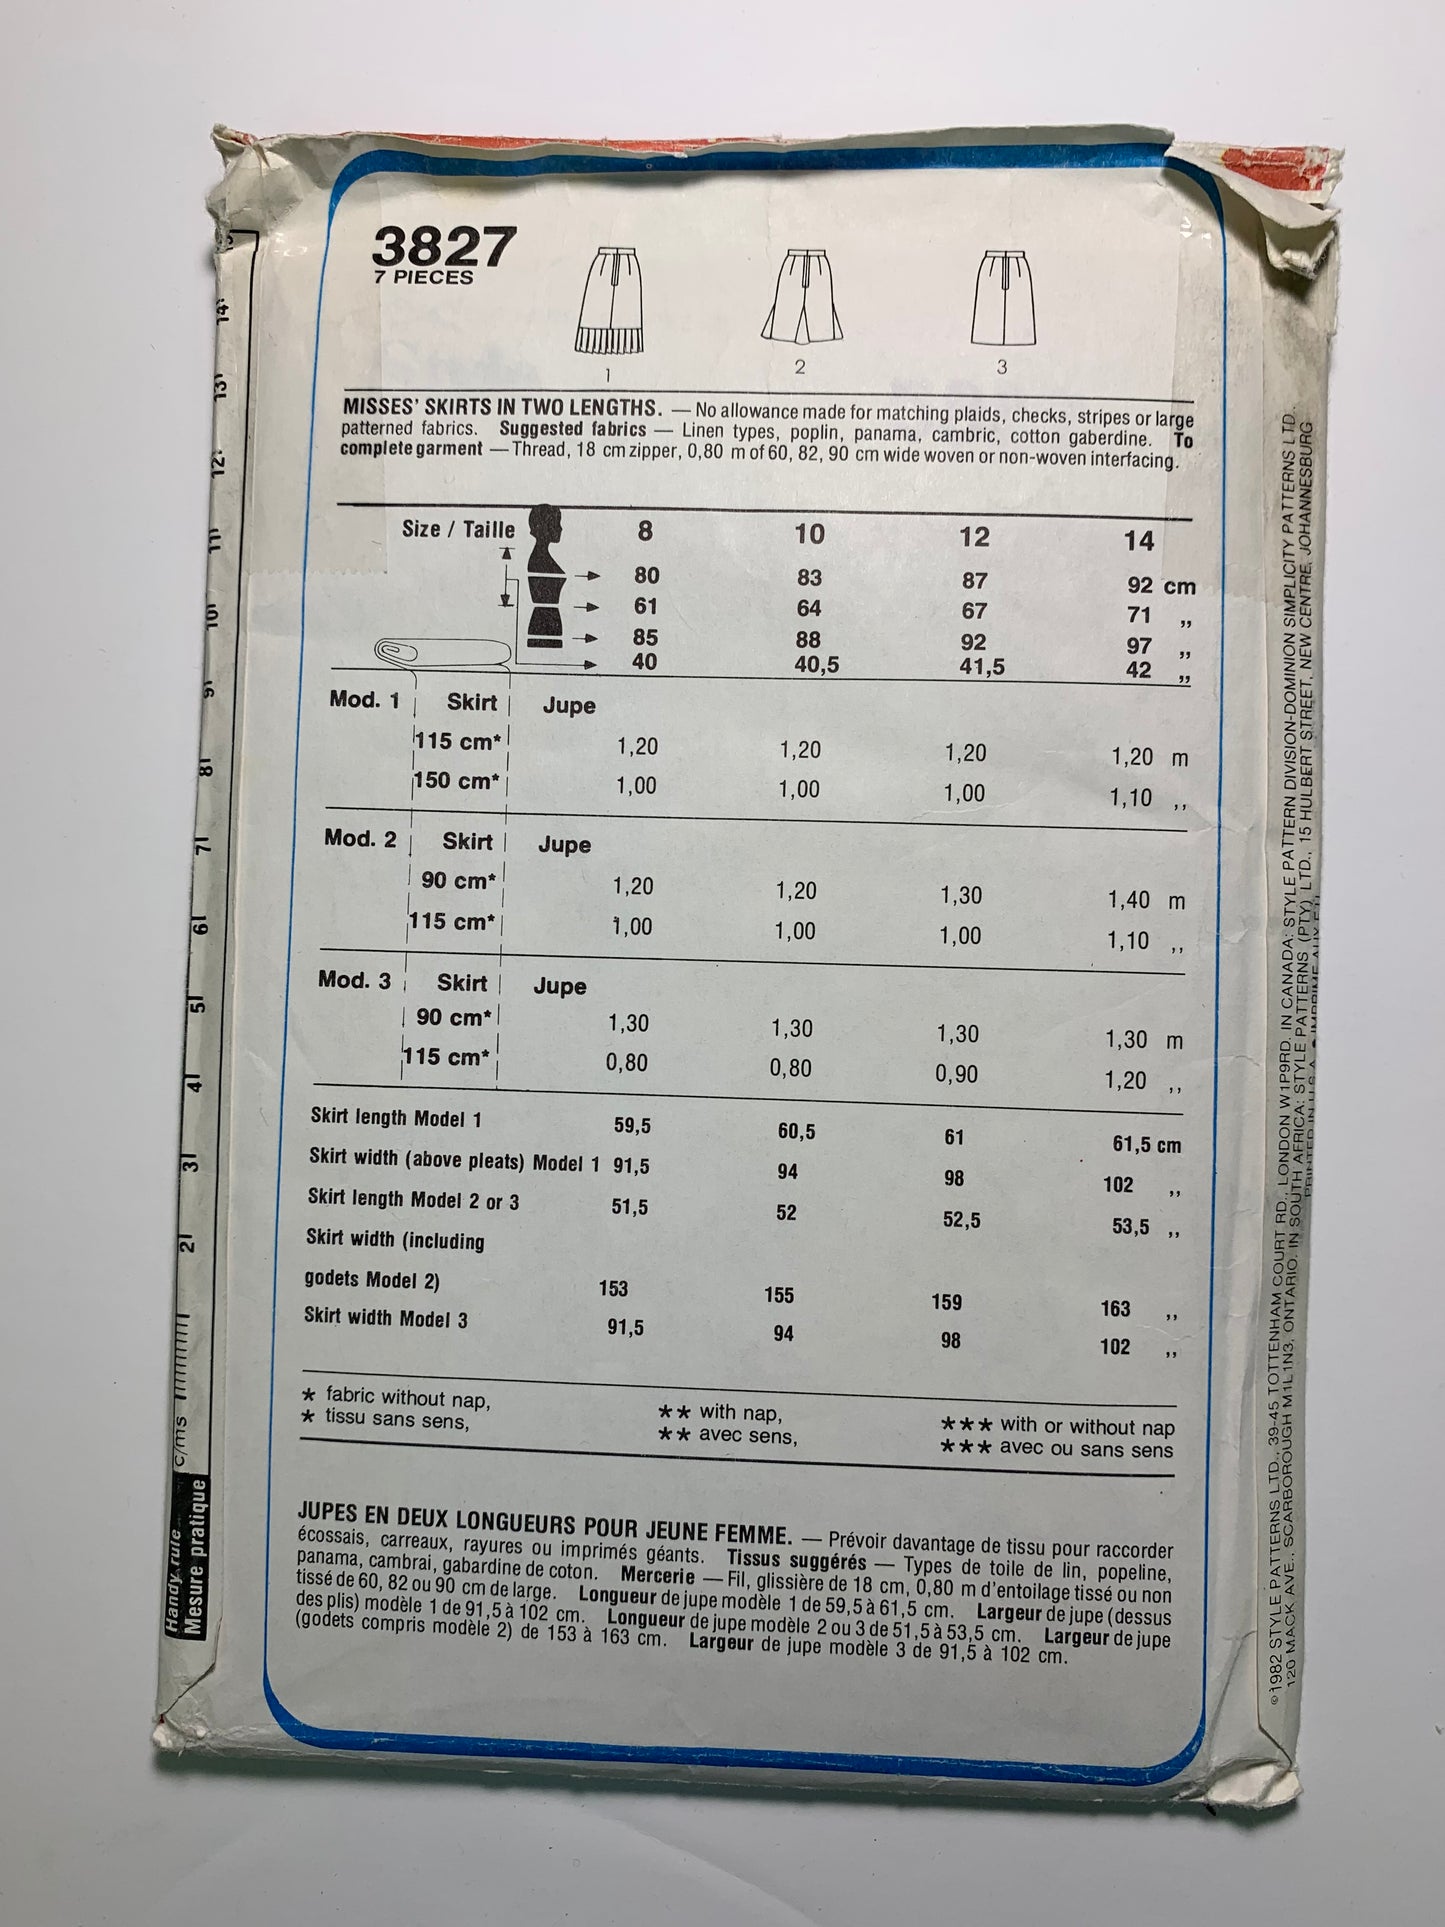 3827
7 PIECES
1
2
3
MISSES' SKIRTS IN TWO LENGTHS. — No allowance made for matching plaids, checks, stripes or large
patterned fabrics. Suggested fabrics — Linen types, poplin, panama, cambric, cotton gaberdine. To
complete garment — Thread, 18 cm zipper, 0,80 m of 60, 82, 90 cm wide woven or non-woven interfacing.
Size / Taille 8 10 12 14
80 83 87 92 cm
61 64 67 71 ,,
85 88 92 97 ,,
40 40,5 41,5 42 ,,
Mod. 1 Skirt Jupe
115 cm* 1,20 1,20 1,20 1,20 m
150 cm* 1,00 1,00 1,00 1,10 ,,
Mod. 2 Skirt Jupe
90 cm* 1,20 1,20 1,30 1,40 m
115 cm* 1,00 1,00 1,00 1,10 ,,
Mod. 3 Skirt Jupe
90 cm* 1,30 1,30 1,30 1,30 m
115 cm* 0,80 0,80 0,90 1,20 ,,
Skirt length Model 1 59,5 60,5 61 61,5 cm
Skirt width (above pleats) Model 1 91,5 94 98 102 ,,
Skirt length Model 2 or 3 51,5 52 52,5 53,5 ,,
Skirt width (including
godets Model 2) 153 155 159 163 ,,
Skirt width Model 3 91,5 94 98 102 ,,
* fabric without nap, ** with nap, *** with or without nap
* tissu sans sens, ** avec sens, *** avec ou sans sens
JUPES EN DEUX LONGUEURS POUR JEUNE FEMME. — Prévoir davantage de tissu pour raccorder
écossais, carreaux, rayures ou imprimés géants. Tissus suggérés — Types de toile de lin, popeline,
panama, cambrai, gabardine de coton. Mercerie — Fil, glissière de 18 cm, 0,80 m d'entoilage tissé ou non
tissé de 60, 82 ou 90 cm de large. Longueur de jupe modèle 1 de 59,5 à 61,5 cm. Largeur de jupe (dessus
des plis) modèle 1 de 91,5 à 102 cm. Longueur de jupe modèle 2 ou 3 de 51,5 à 53,5 cm. Largeur de jupe
(godets compris modèle 2) de 153 à 163 cm. Largeur de jupe modèle 3 de 91,5 à 102 cm.
Handy rule
Mesure pratique
c/ms 2 3 4 5 6 7 8 9 10 11 12 13 14
©1982 STYLE PATTERNS LTD., 39-45 TOTTENHAM COURT RD., LONDON W1P9RD. IN CANADA: STYLE PATTERN DIVISION-DOMINION SIMPLICITY PATTERNS LTD.,
120 MACK AVE., SCARBOROUGH M1L1N3, ONTARIO. IN SOUTH AFRICA: STYLE PATTERNS (PTY) LTD., 15 HULBERT STREET, NEW CENTRE, JOHANNESBURG
PRINTED IN U.S.A.